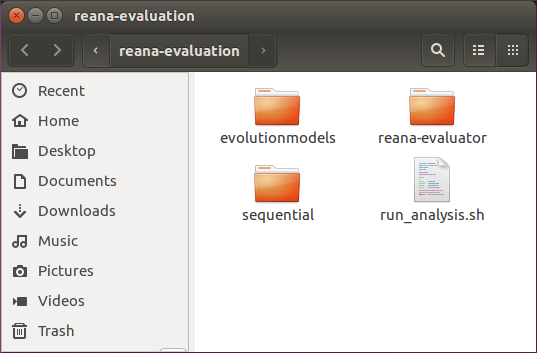 reana-evaluation
reana-evaluation
Recent
Home
Desktop
Documents
Downloads
Music
Pictures
Videos
Trash
evolutionmodels
reana-evaluator
sequential
run_analysis.sh